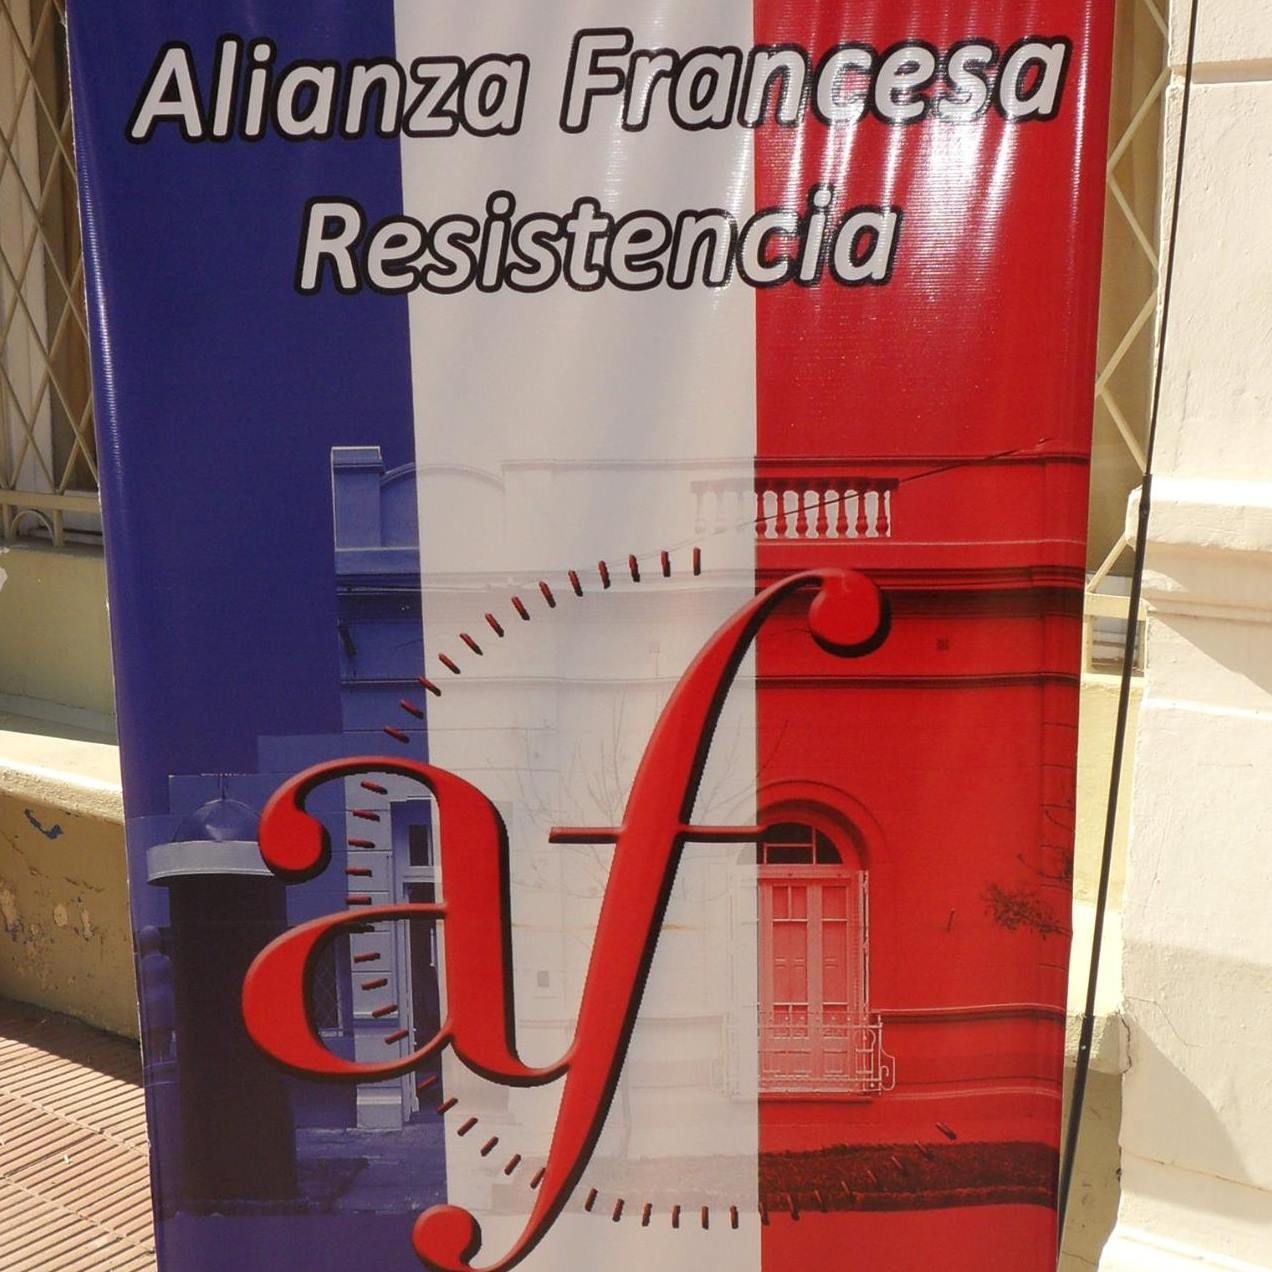 Alianza Francesa
Resistencia
af